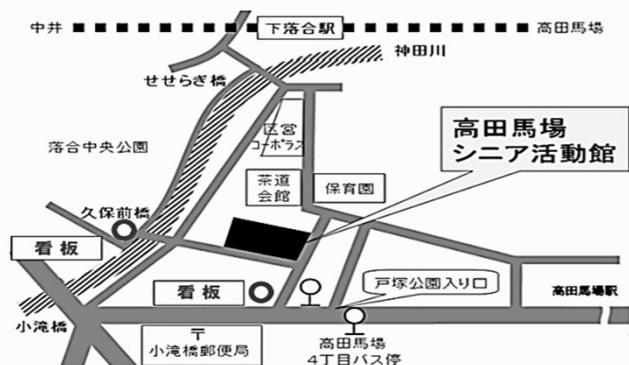 中井
下落合駅
高田馬場
神田川
せせらぎ橋
落合中央公園
区営
コーポラス
高田馬場
シニア活動館
茶道
会館
保育園
久保前橋
看板
看板
戸塚公園入り口
高田馬場駅
小滝橋
〒
小滝橋郵便局
高田馬場
4丁目バス停